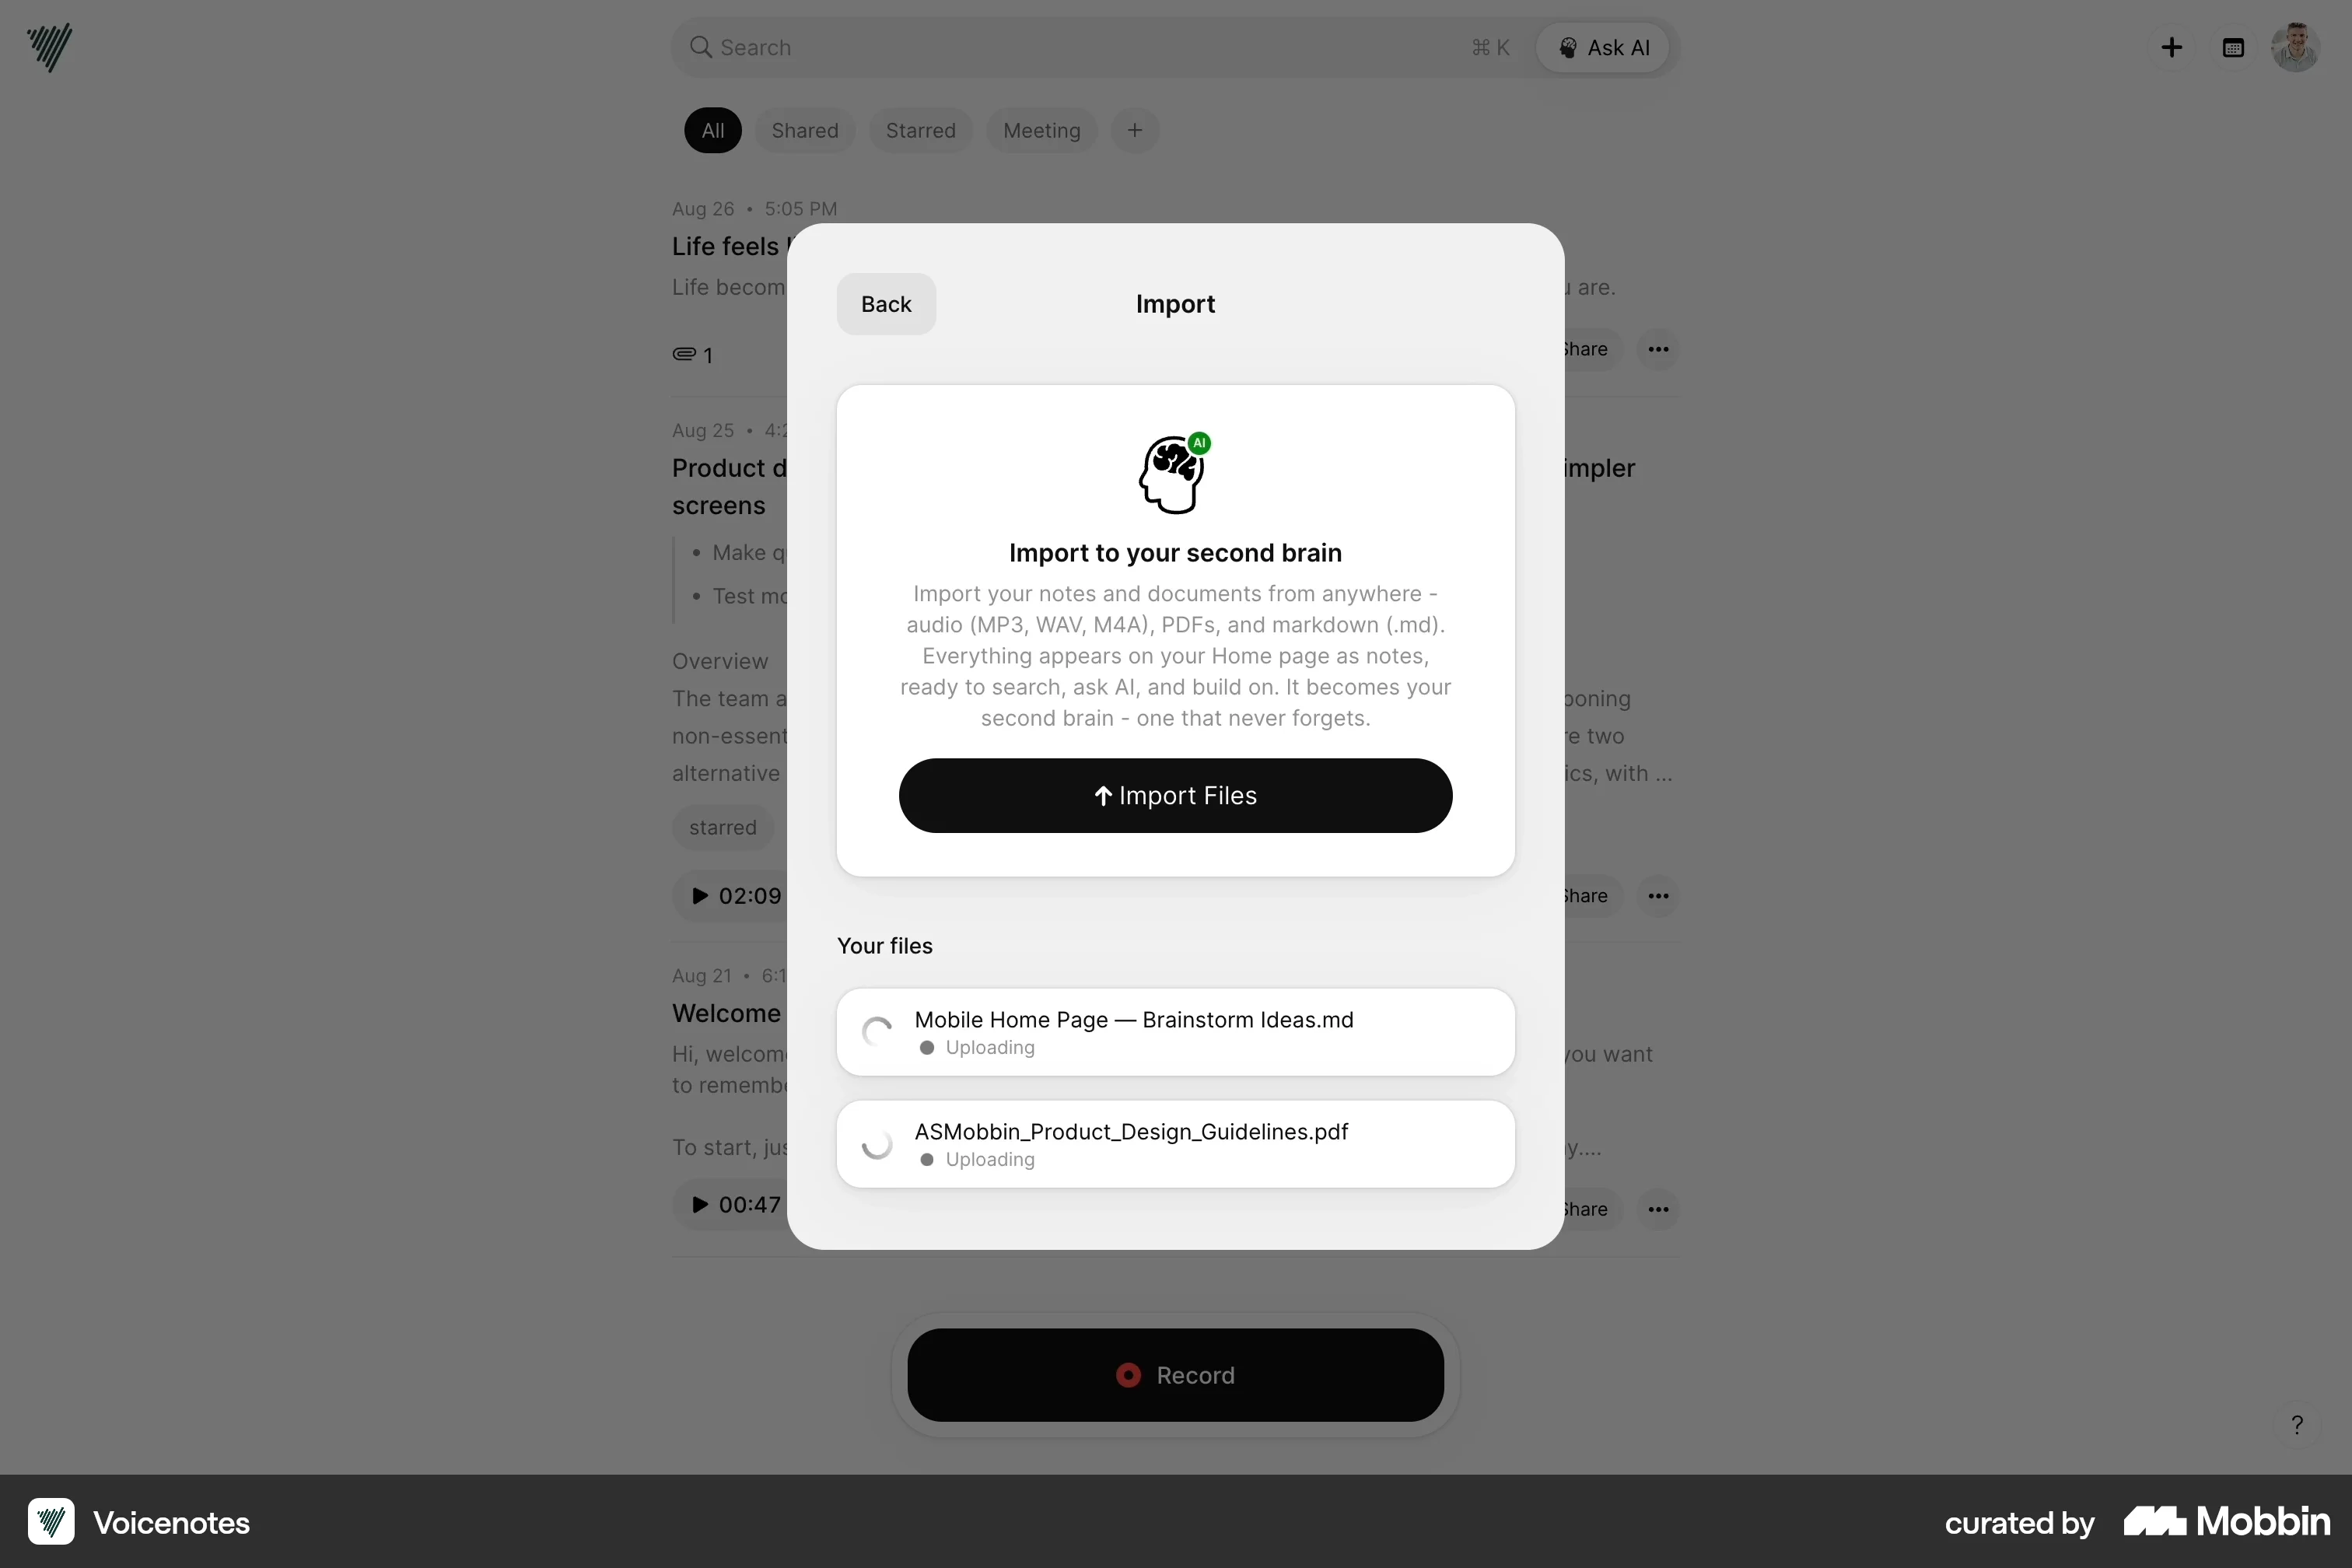 Search
⌘ K
Ask AI
All
Shared
Starred
Meeting
+
Aug 26 • 5:05 PM
Life feels
Life becom
are.
1
Share
Back
Import
AI
Import to your second brain
Import your notes and documents from anywhere -
audio (MP3, WAV, M4A), PDFs, and markdown (.md).
Everything appears on your Home page as notes,
ready to search, ask AI, and build on. It becomes your
second brain - one that never forgets.
Import Files
Your files
Mobile Home Page — Brainstorm Ideas.md
Uploading
ASMobbin_Product_Design_Guidelines.pdf
Uploading
Aug 25 • 4:2
Product d
impler
screens
• Make q
• Test mo
Overview
The team a
poning
non-essent
re two
alternative
ics, with ...
starred
02:09
Share
Aug 21 • 6:1
Welcome
Hi, welcom
you want
to rememb
To start, jus
y....
00:47
Share
Record
?
Voicenotes
curated by Mobbin